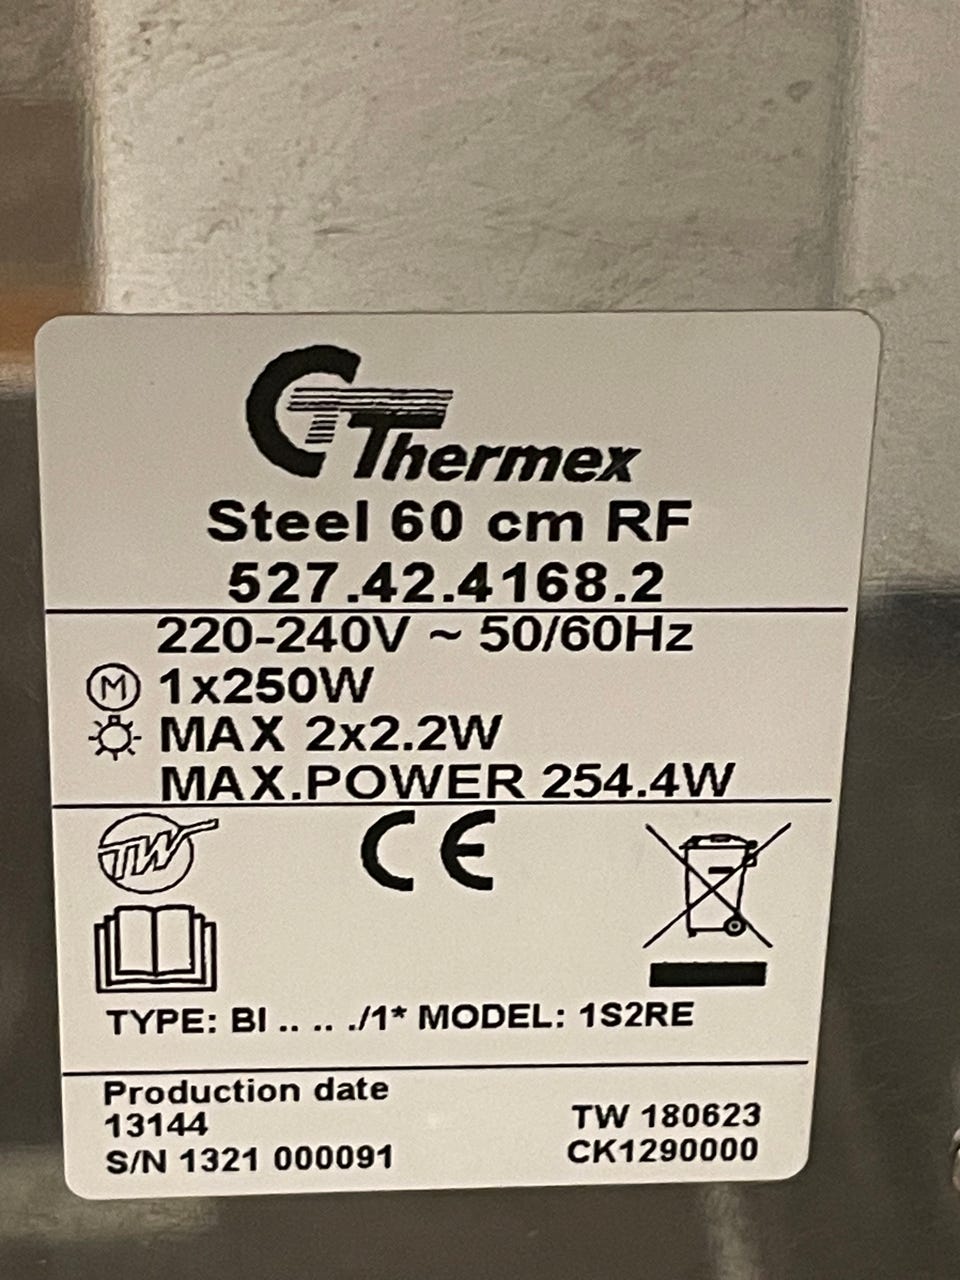 Thermex
Steel 60 cm RF
527.42.4168.2
220-240V ~ 50/60Hz
M 1x250W
MAX 2x2.2W
MAX.POWER 254.4W
TW CE
TYPE: BI .. .. ./1* MODEL: 1S2RE
Production date
13144 TW 180623
S/N 1321 000091 CK1290000